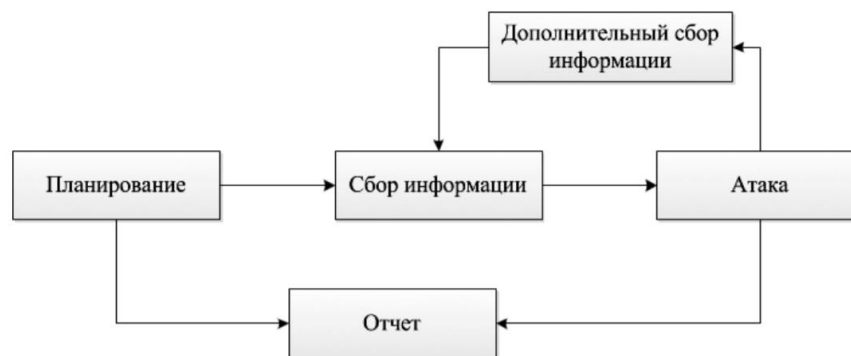 Дополнительный сбор
информации
Планирование
Сбор информации
Атака
Отчет